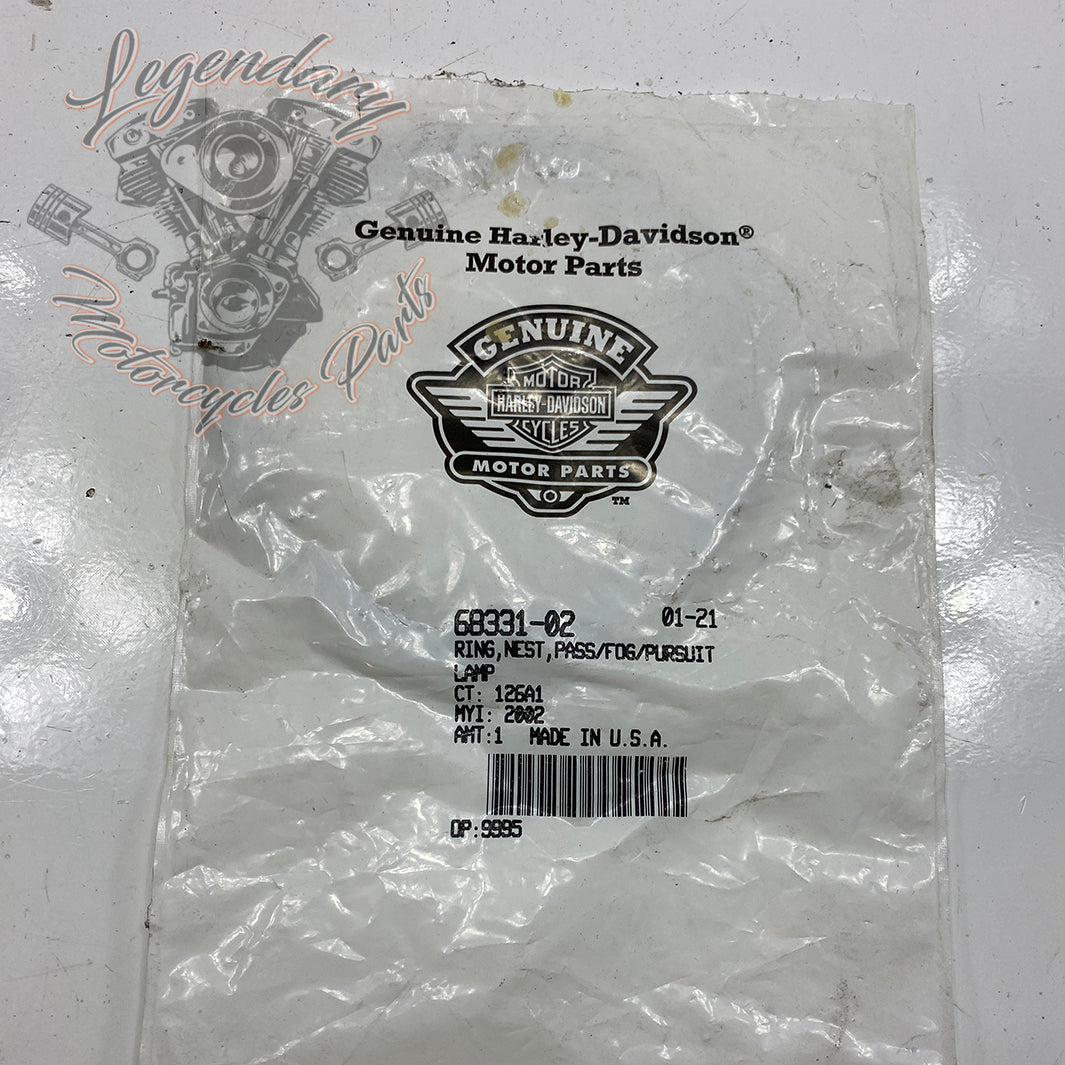 Legendary
Motorcycles Parts
Genuine Harley-Davidson®
Motor Parts
GENUINE
MOTOR
HARLEY-DAVIDSON
CYCLES
MOTOR PARTS
TM
68331-02 01-21
RING,NEST,PASS/FOG/PURSUIT
LAMP
CT: 126A1
MYI: 2002
AMT:1 MADE IN U.S.A.
OP:9995